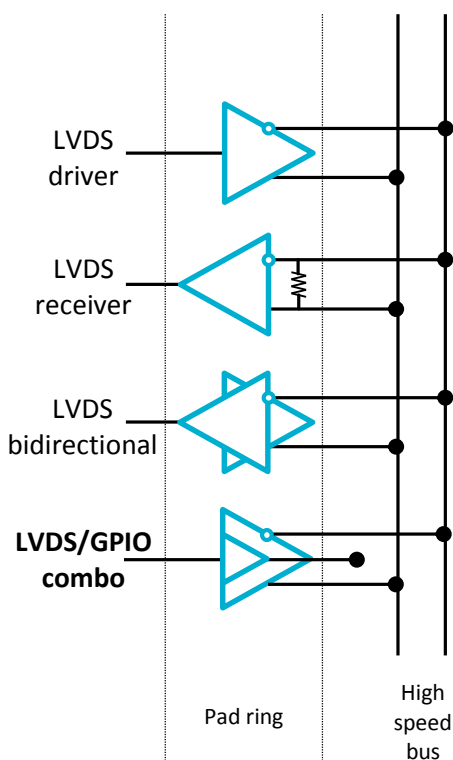 LVDS
driver
LVDS
receiver
LVDS
bidirectional
LVDS/GPIO
combo
Pad ring
High
speed
bus